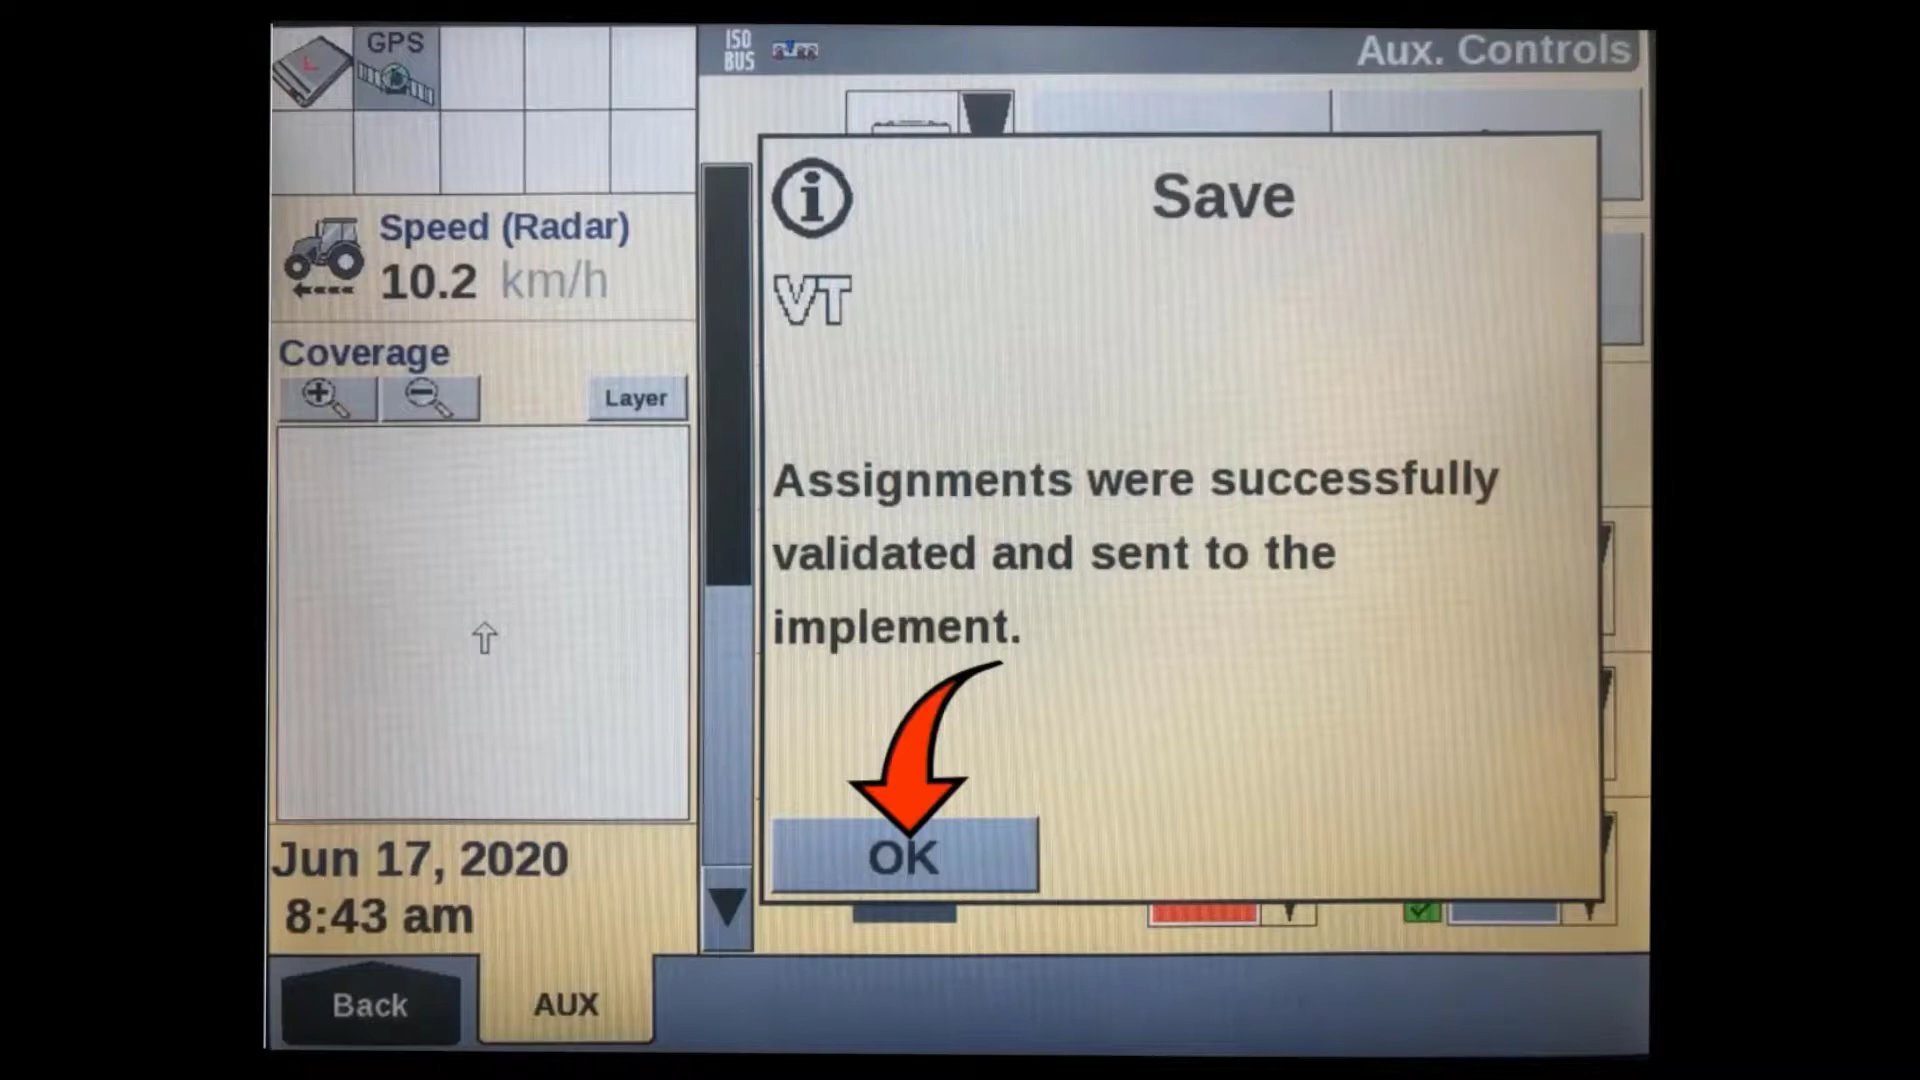 GPS
ISO
BUS
Aux. Controls
Speed (Radar)
10.2 km/h
Coverage
Layer
Save
VT
Assignments were successfully
validated and sent to the
implement.
OK
Jun 17, 2020
8:43 am
Back
AUX